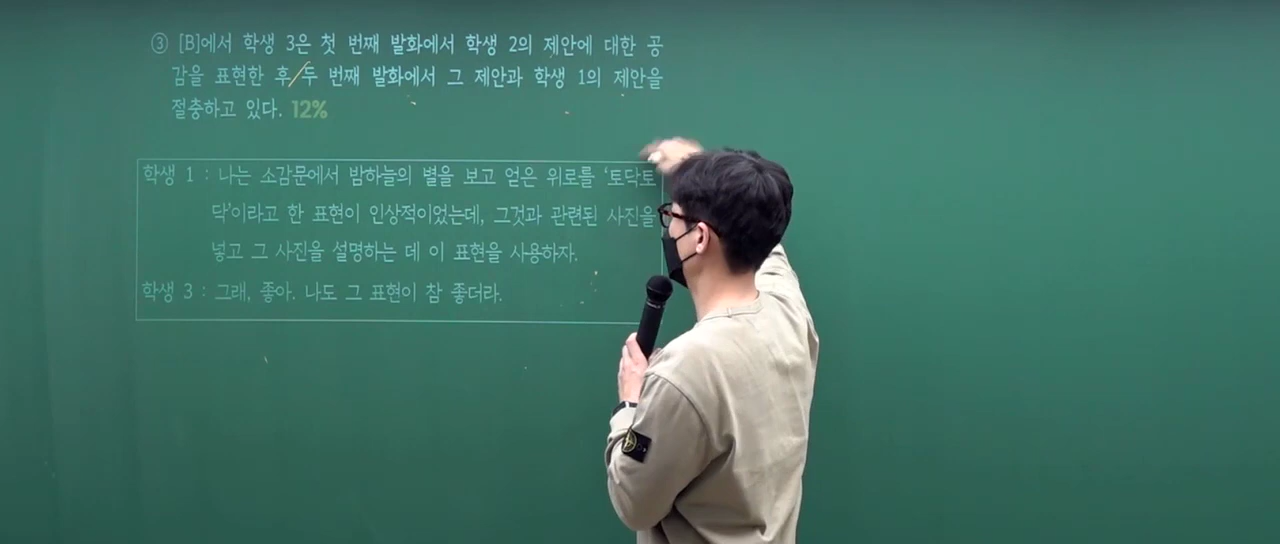 ③ [B]에서 학생 3은 첫 번째 발화에서 학생 2의 제안에 대한 공
감을 표현한 후/두 번째 발화에서 그 제안과 학생 1의 제안을
절충하고 있다. 12%
학생 1 : 나는 소감문에서 밤하늘의 별을 보고 얻은 위로를 ‘토닥토
닥’이라고 한 표현이 인상적이었는데, 그것과 관련된 사진을
넣고 그 사진을 설명하는 데 이 표현을 사용하자.
학생 3 : 그래, 좋아. 나도 그 표현이 참 좋더라.